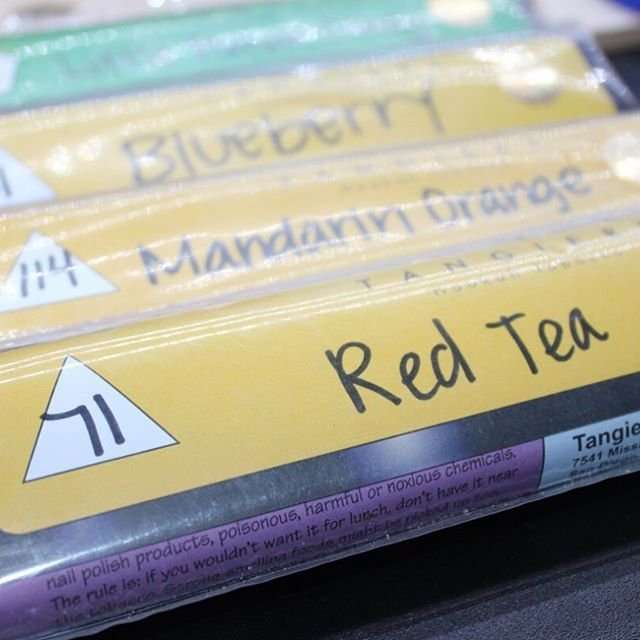 Blueberry
114
Mandarin Orange
TANGIERS
71
Red Tea
nail polish products, poisonous, harmful or noxious chemicals.
The rule is: if you wouldn't want it for lunch, don't have it near
Tangie
7541 Miss